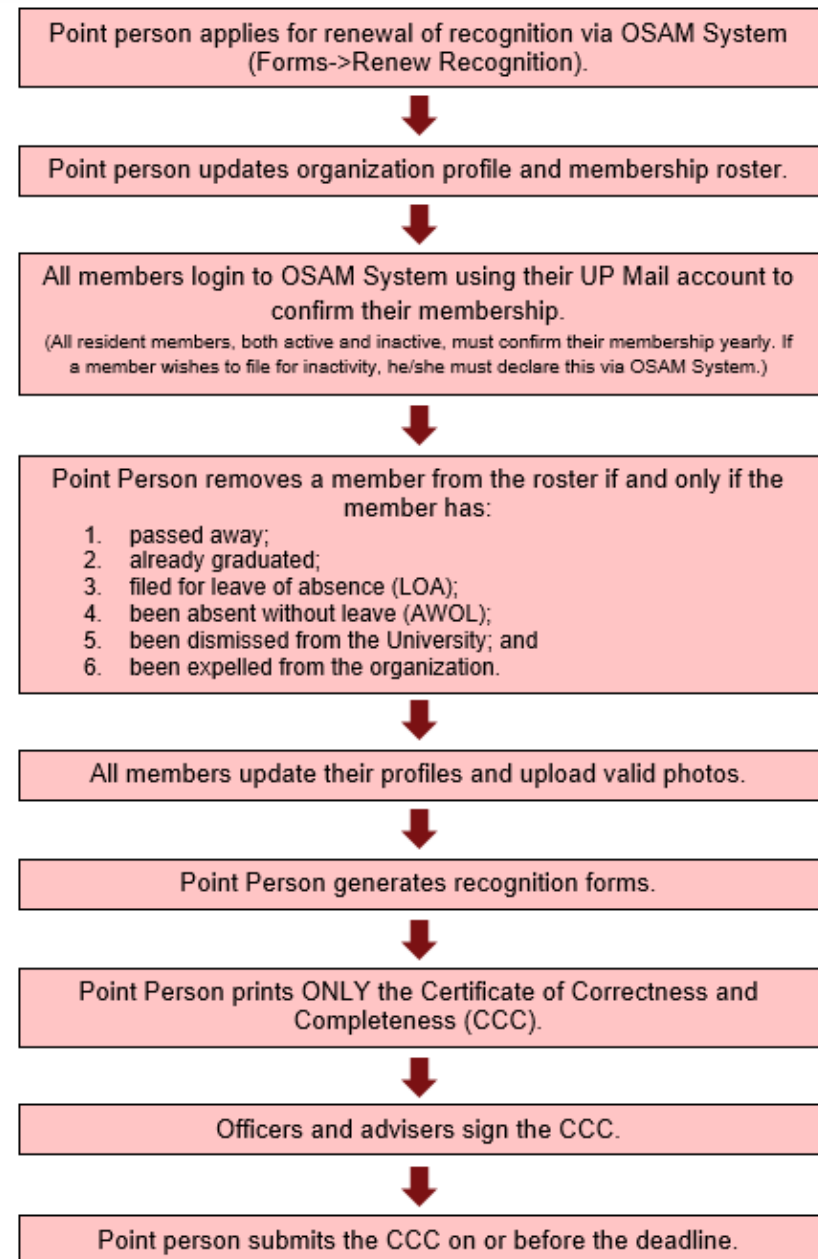 Point person applies for renewal of recognition via OSAM System
(Forms->Renew Recognition).
Point person updates organization profile and membership roster.
All members login to OSAM System using their UP Mail account to
confirm their membership.
(All resident members, both active and inactive, must confirm their membership yearly. If
a member wishes to file for inactivity, he/she must declare this via OSAM System.)
Point Person removes a member from the roster if and only if the
member has:
1. passed away;
2. already graduated;
3. filed for leave of absence (LOA);
4. been absent without leave (AWOL);
5. been dismissed from the University; and
6. been expelled from the organization.
All members update their profiles and upload valid photos.
Point Person generates recognition forms.
Point Person prints ONLY the Certificate of Correctness and
Completeness (CCC).
Officers and advisers sign the CCC.
Point person submits the CCC on or before the deadline.